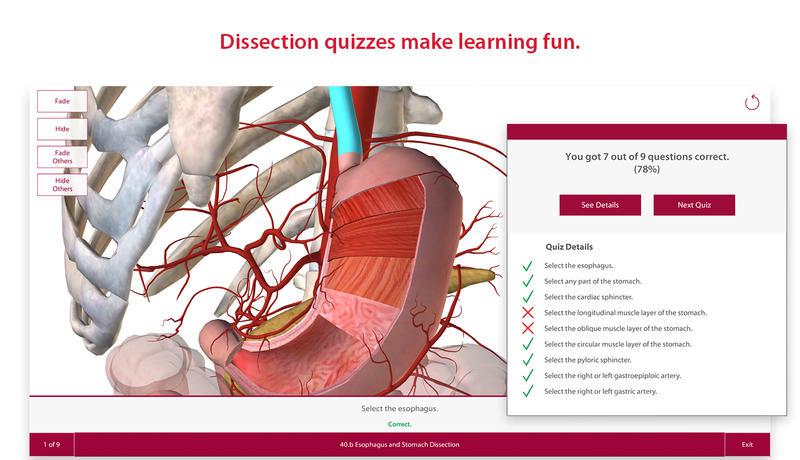 Dissection quizzes make learning fun.
Fade
Hide
Fade
Others
Hide
Others
You got 7 out of 9 questions correct.
(78%)
See Details
Next Quiz
Quiz Details
Select the esophagus.
Select any part of the stomach.
Select the cardiac sphincter.
Select the longitudinal muscle layer of the stomach.
Select the oblique muscle layer of the stomach.
Select the circular muscle layer of the stomach.
Select the pyloric sphincter.
Select the right or left gastroepiploic artery.
Select the right or left gastric artery.
Select the esophagus.
Correct.
1 of 9
40.b Esophagus and Stomach Dissection
Exit